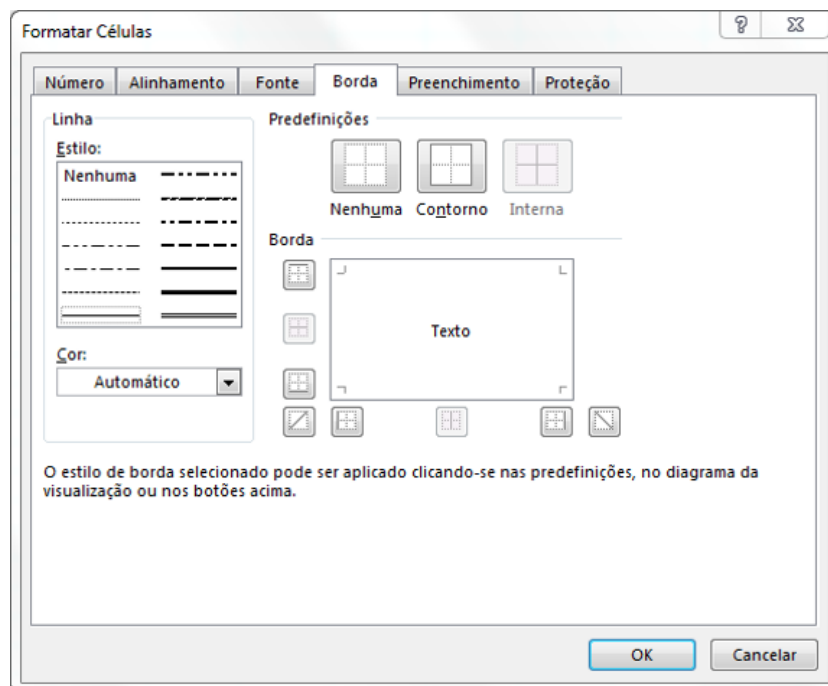 Formatar Células
Número Alinhamento Fonte Borda Preenchimento Proteção
Linha
Estilo:
Nenhuma
Cor:
Automático
Predefinições
Nenhuma Contorno Interna
Borda
Texto
O estilo de borda selecionado pode ser aplicado clicando-se nas predefinições, no diagrama da
visualização ou nos botões acima.
OK Cancelar